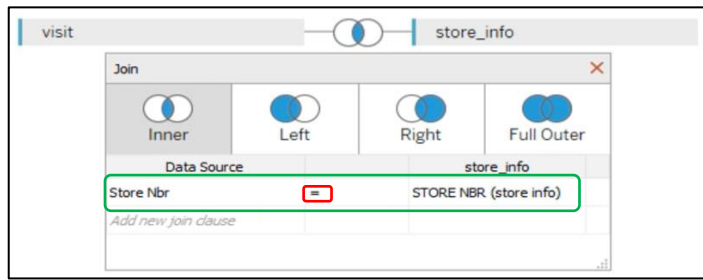 visit store_info
Join
Inner Left Right Full Outer
Data Source store_info
Store Nbr = STORE NBR (store info)
Add new join clause